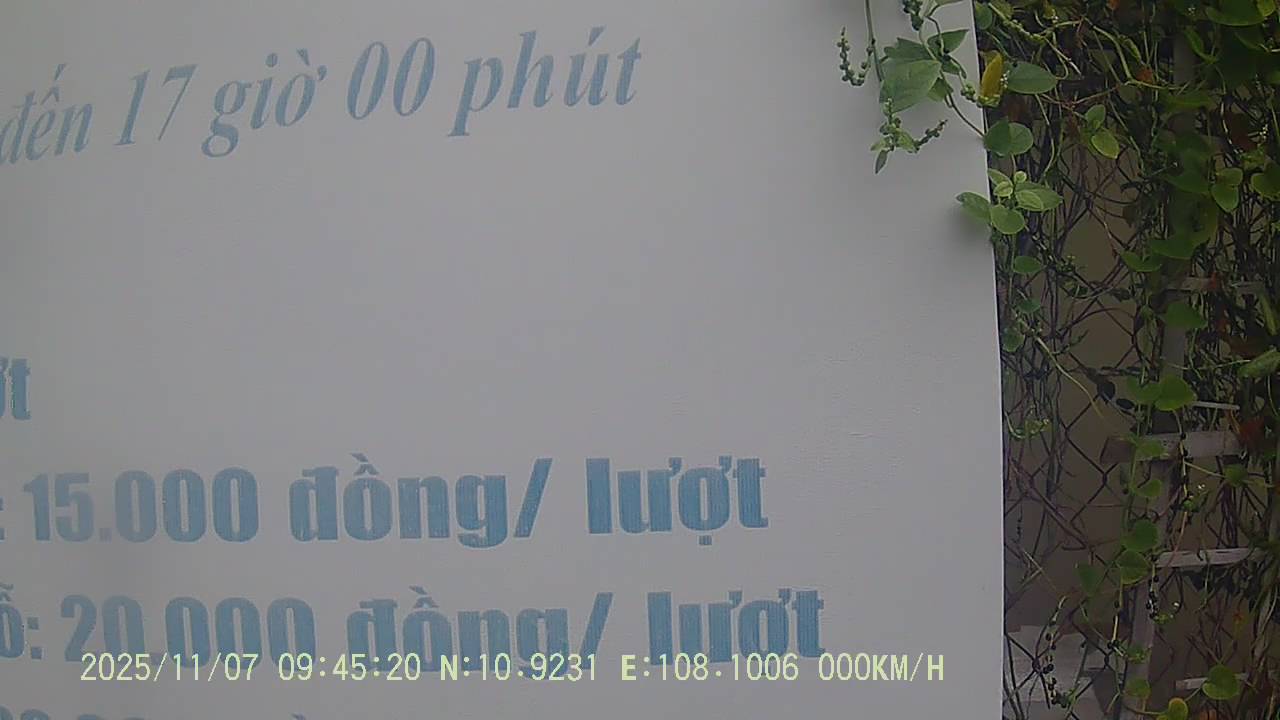 đến 17 giờ 00 phút
: 15.000 đồng/ lượt
: 20.000 đồng/ lượt
2025/11/07 09:45:20 N:10.9231 E:108.1006 000KM/H